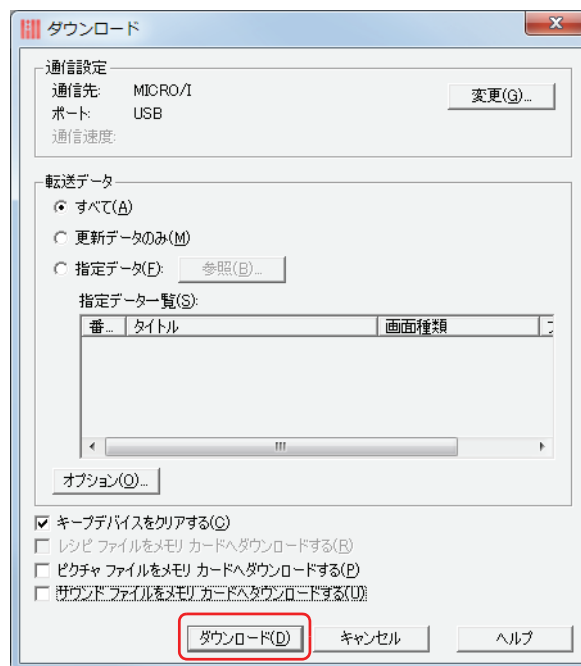 ダウンロード
通信設定
通信先: MICRO/I
変更(G)...
ポート: USB
通信速度:
転送データ
すべて(A)
更新データのみ(M)
指定データ(F): 参照(B)...
指定データ一覧(S):
番... タイトル 画面種類
オプション(O)...
キープデバイスをクリアする(C)
レシピ ファイルをメモリ カードへダウンロードする(R)
ピクチャ ファイルをメモリ カードへダウンロードする(P)
サウンド ファイルをメモリ カードへダウンロードする(U)
ダウンロード(D) キャンセル ヘルプ